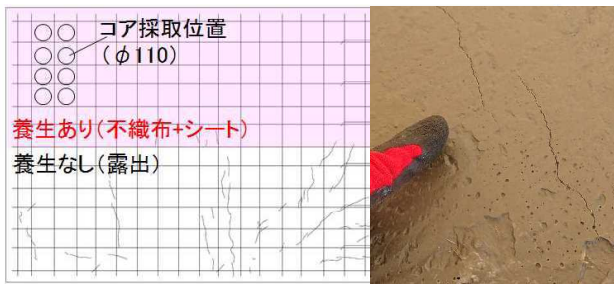 コア採取位置
(φ110)
養生あり(不織布+シート)
養生なし(露出)